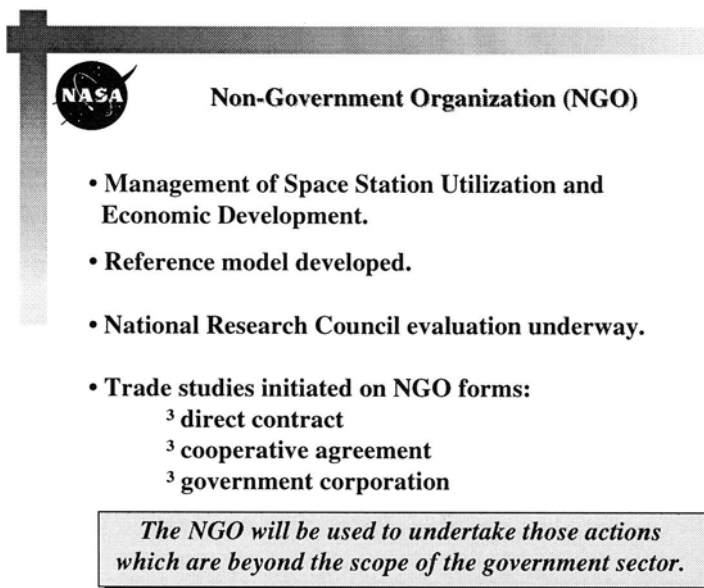 NASA
Non-Government Organization (NGO)
• Management of Space Station Utilization and
Economic Development.
• Reference model developed.
• National Research Council evaluation underway.
• Trade studies initiated on NGO forms:
³ direct contract
³ cooperative agreement
³ government corporation
The NGO will be used to undertake those actions
which are beyond the scope of the government sector.